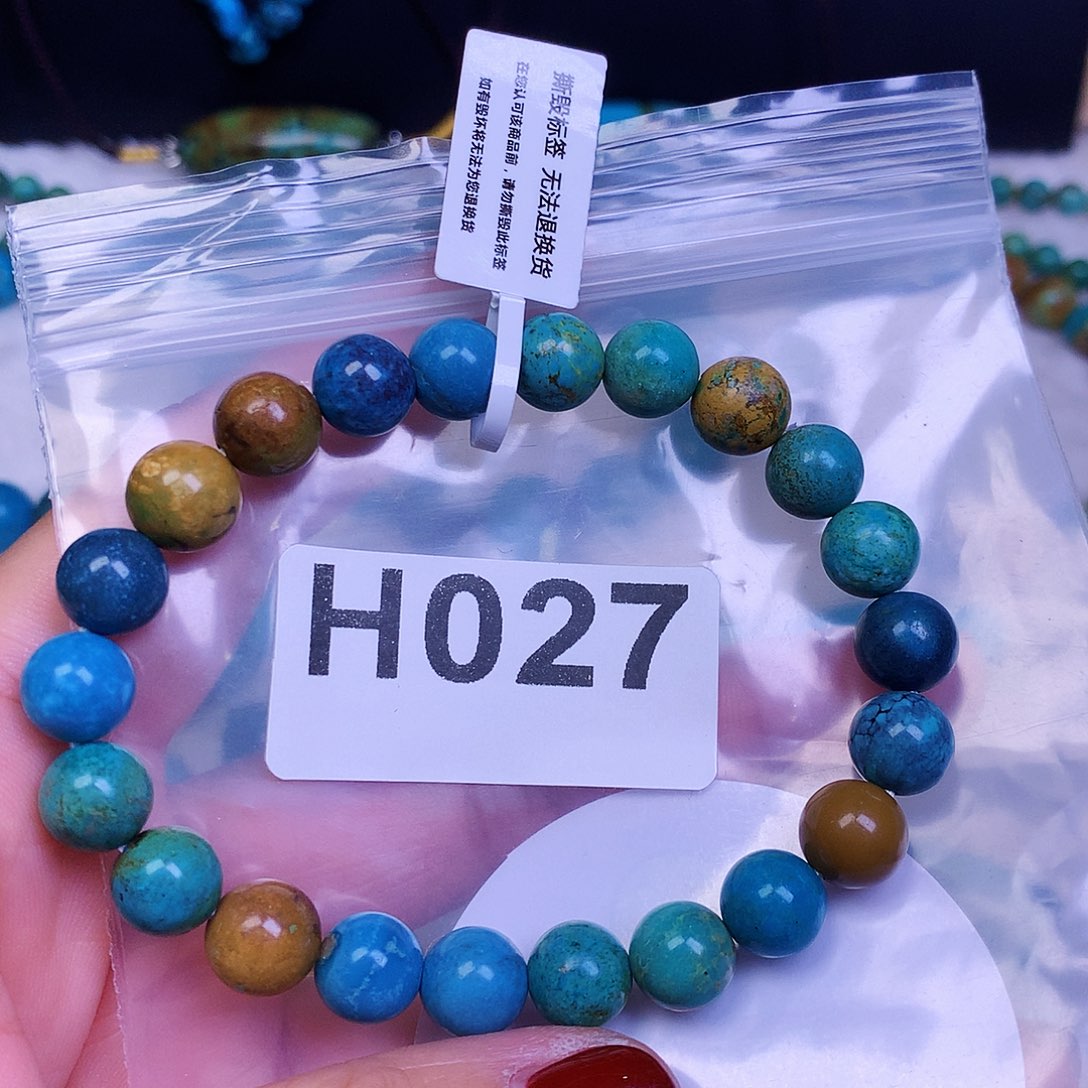 撕毁标签 无法退换货
在您认可该商品前，请勿撕毁此标签
如有毁坏将无法为您退换货
H027